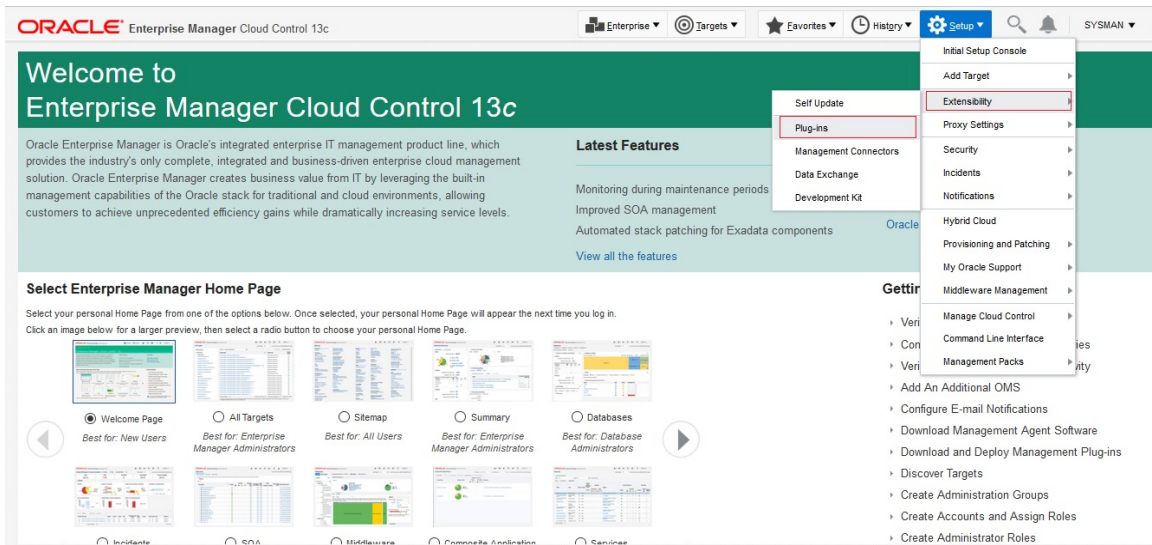 ORACLE Enterprise Manager Cloud Control 13c
Enterprise
Targets
Favorites
History
Setup
SYSMAN
Welcome to
Enterprise Manager Cloud Control 13c
Oracle Enterprise Manager is Oracle's integrated enterprise IT management product line, which
provides the industry's only complete, integrated and business-driven enterprise cloud management
solution. Oracle Enterprise Manager creates business value from IT by leveraging the built-in
management capabilities of the Oracle stack for traditional and cloud environments, allowing
customers to achieve unprecedented efficiency gains while dramatically increasing service levels.
Latest Features
Monitoring during maintenance periods
Improved SOA management
Automated stack patching for Exadata components
View all the features
Oracle
Self Update
Plug-ins
Management Connectors
Data Exchange
Development Kit
Initial Setup Console
Add Target
Extensibility
Proxy Settings
Security
Incidents
Notifications
Hybrid Cloud
Provisioning and Patching
My Oracle Support
Middleware Management
Manage Cloud Control
Command Line Interface
Management Packs
Select Enterprise Manager Home Page
Select your personal Home Page from one of the options below. Once selected, your personal Home Page will appear the next time you log in.
Click an image below for a larger preview, then select a radio button to choose your personal Home Page.
Welcome Page
Best for: New Users
All Targets
Best for: Enterprise
Manager Administrators
Sitemap
Best for: All Users
Summary
Best for: Enterprise
Manager Administrators
Databases
Best for: Database
Administrators
Incidents
SOA
Middleware
Composite Application
Services
Gettin
Veri
Con
ies
Veri
vity
Add An Additional OMS
Configure E-mail Notifications
Download Management Agent Software
Download and Deploy Management Plug-ins
Discover Targets
Create Administration Groups
Create Accounts and Assign Roles
Create Administrator Roles